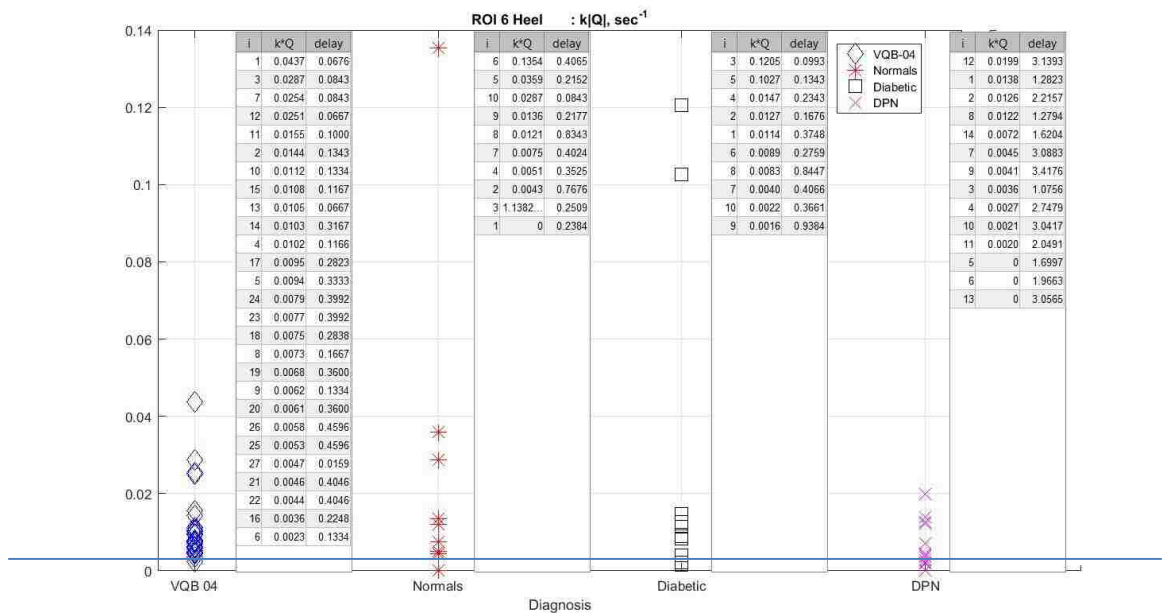 ROI 6 Heel : k|Q|, sec-1
0.14
0.12
0.1
0.08
0.06
0.04
0.02
0
i k*Q delay
1 0.0437 0.0676
3 0.0287 0.0843
7 0.0254 0.0843
12 0.0251 0.0667
11 0.0155 0.1000
2 0.0144 0.1343
10 0.0112 0.1334
15 0.0108 0.1167
13 0.0105 0.0667
14 0.0103 0.3167
4 0.0102 0.1166
17 0.0095 0.2823
5 0.0094 0.3333
24 0.0079 0.3992
23 0.0077 0.3992
18 0.0075 0.2838
8 0.0073 0.1667
19 0.0068 0.3600
9 0.0062 0.1334
20 0.0061 0.3600
26 0.0058 0.4596
25 0.0053 0.4596
27 0.0047 0.0159
21 0.0046 0.4046
22 0.0044 0.4046
16 0.0036 0.2248
6 0.0023 0.1334
i k*Q delay
6 0.1354 0.4065
5 0.0359 0.2152
10 0.0287 0.0843
9 0.0136 0.2177
8 0.0121 0.8343
7 0.0075 0.4024
4 0.0051 0.3525
2 0.0043 0.7676
3 1.1382... 0.2509
1 0 0.2384
i k*Q delay
3 0.1205 0.0993
5 0.1027 0.1343
4 0.0147 0.2343
2 0.0127 0.1676
1 0.0114 0.3748
6 0.0089 0.2759
8 0.0083 0.8447
7 0.0040 0.4066
10 0.0022 0.3661
9 0.0016 0.9384
VQB-04
Normals
Diabetic
DPN
i k*Q delay
12 0.0199 3.1393
1 0.0138 1.2823
2 0.0126 2.2157
8 0.0122 1.2794
14 0.0072 1.6204
7 0.0045 3.0883
9 0.0041 3.4176
3 0.0036 1.0756
4 0.0027 2.7479
10 0.0021 3.0417
11 0.0020 2.0491
5 0 1.6997
6 0 1.9663
13 0 3.0565
VQB 04 Normals Diabetic DPN
Diagnosis